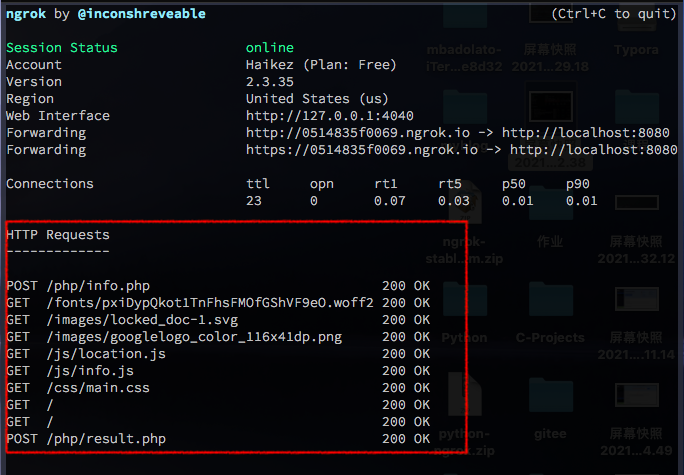 ngrok by @inconshreveable (Ctrl+C to quit)
Session Status online
Account Haikez (Plan: Free)
Version 2.3.35
Region United States (us)
Web Interface http://127.0.0.1:4040
Forwarding http://0514835f0069.ngrok.io -> http://localhost:8080
Forwarding https://0514835f0069.ngrok.io -> http://localhost:8080
Connections ttl opn rt1 rt5 p50 p90
23 0 0.07 0.03 0.01 0.01
HTTP Requests
-------------
POST /php/info.php 200 OK
GET /fonts/pxiDypQkot1TnFhsFMOfGShVF9eO.woff2 200 OK
GET /images/locked_doc-1.svg 200 OK
GET /images/googlelogo_color_116x41dp.png 200 OK
GET /js/location.js 200 OK
GET /js/info.js 200 OK
GET /css/main.css 200 OK
GET / 200 OK
GET / 200 OK
POST /php/result.php 200 OK
mbadolato-
iTer...e8d32
屏幕快照
2021...29.18
Typora
ngrok-
stabl...m.zip
作业
屏幕快照
2021...32.12
Python
C-Projects
屏幕快照
2021....11.14
python-
ngrok.zip
gitee
屏幕快照
2021...4.49